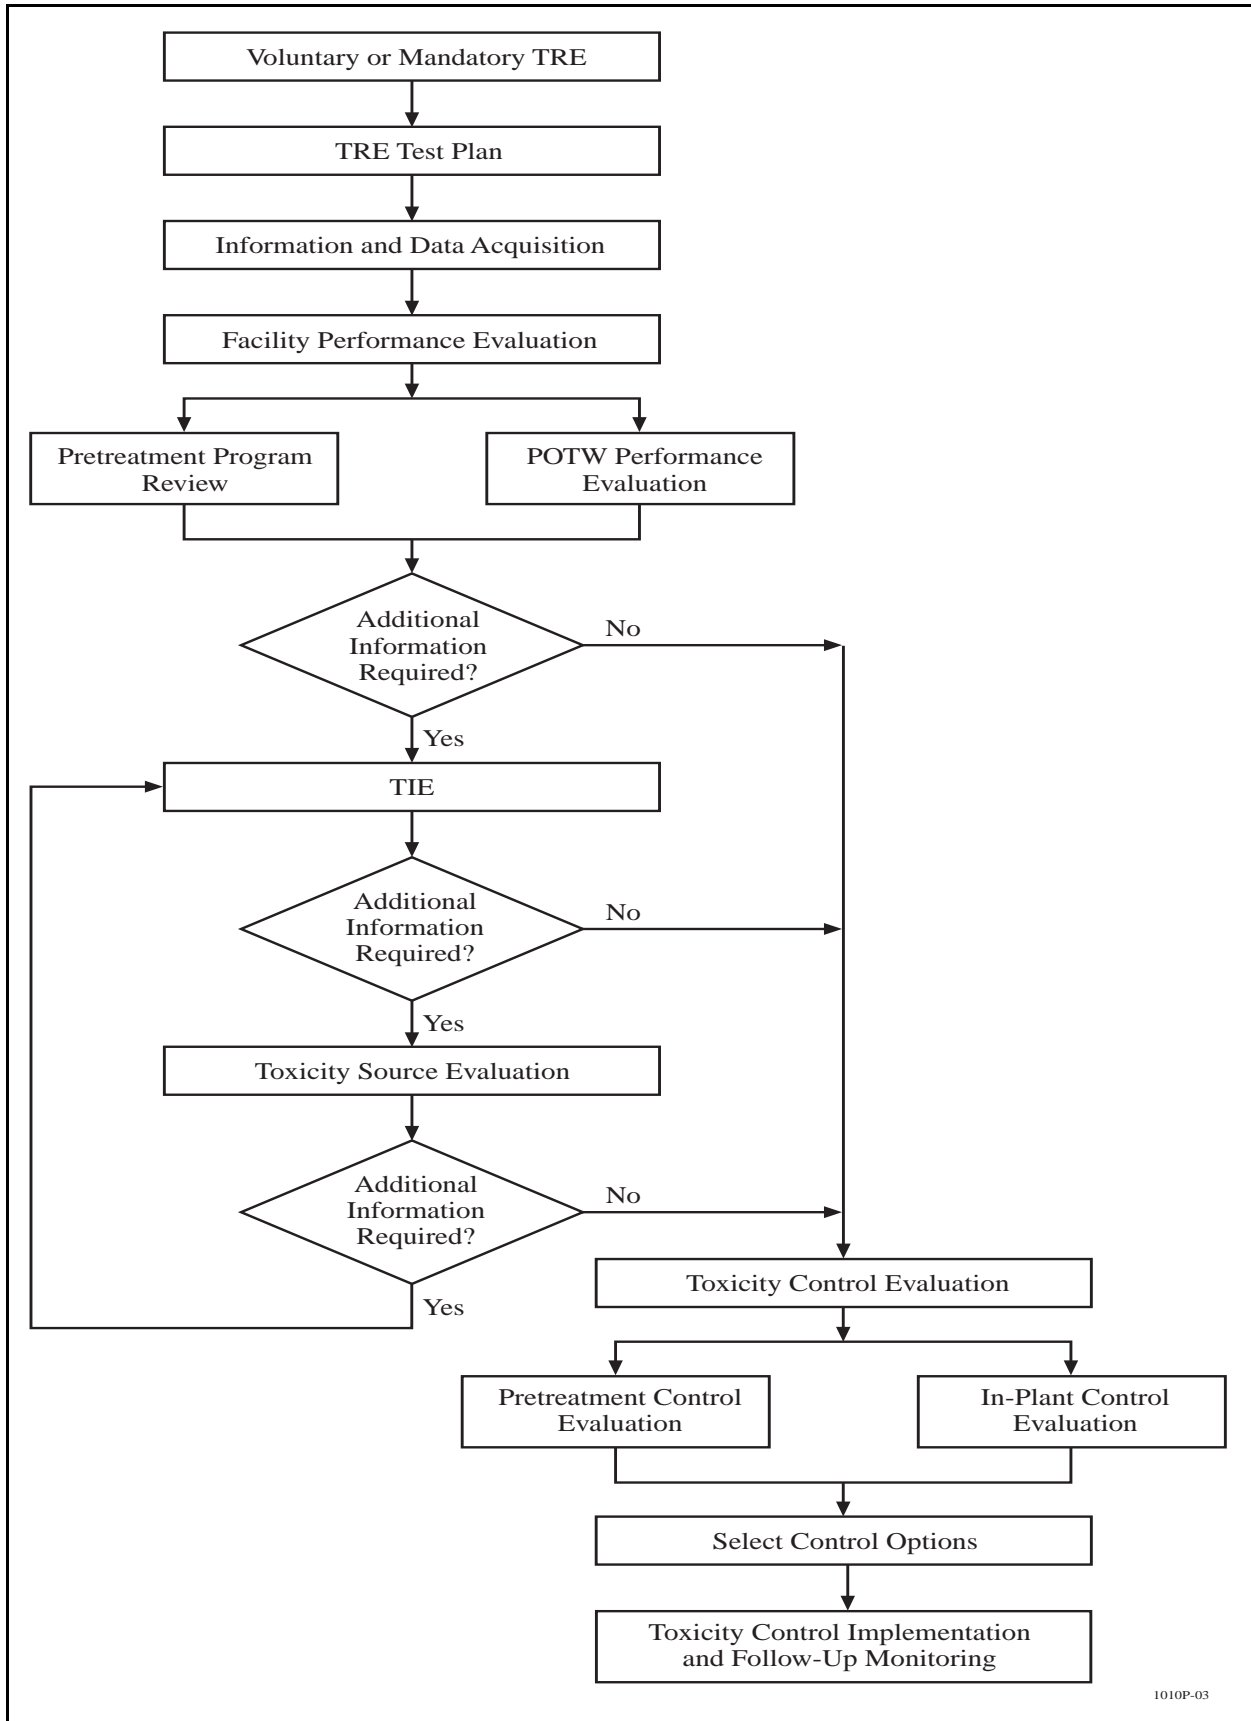 Voluntary or Mandatory TRE
TRE Test Plan
Information and Data Acquisition
Facility Performance Evaluation
Pretreatment Program
Review
POTW Performance
Evaluation
Additional
Information
Required?
No
Yes
TIE
Additional
Information
Required?
No
Yes
Toxicity Source Evaluation
Additional
Information
Required?
No
Yes
Toxicity Control Evaluation
Pretreatment Control
Evaluation
In-Plant Control
Evaluation
Select Control Options
Toxicity Control Implementation
and Follow-Up Monitoring
1010P-03